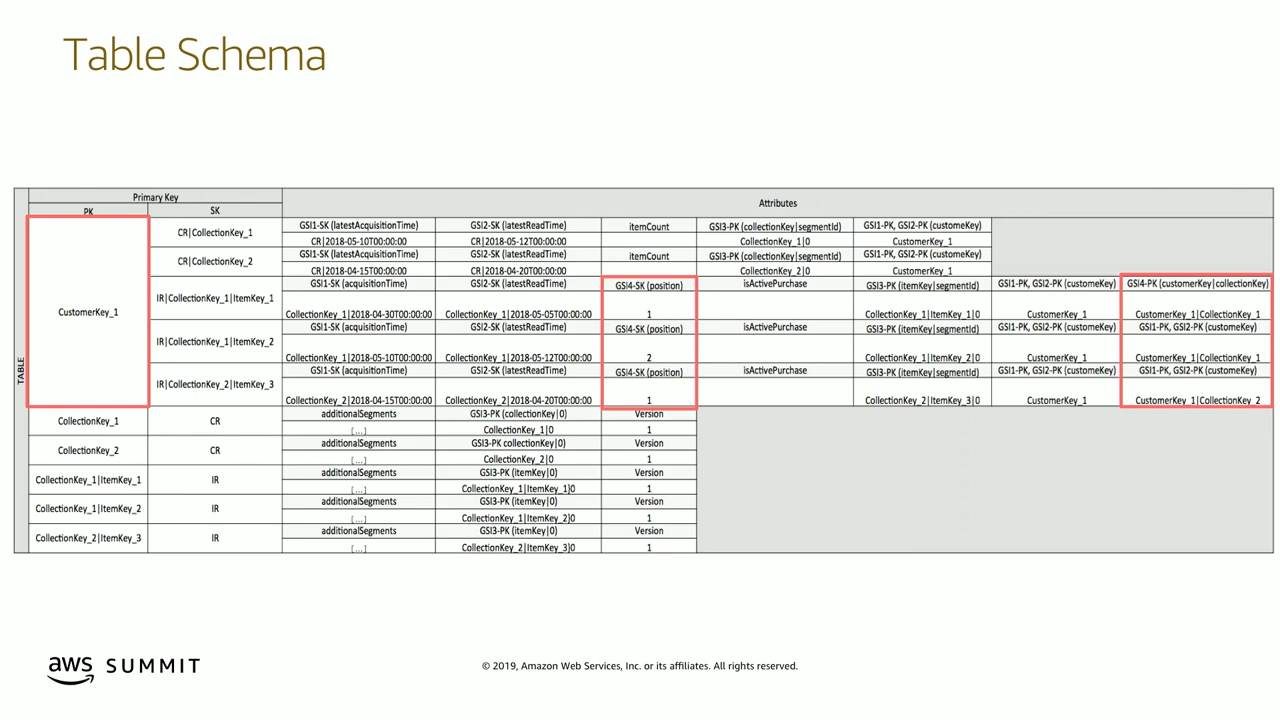 Table Schema
TABLE
Primary Key
Attributes
PK SK
CustomerKey_1
CR|CollectionKey_1
GSI1-SK (latestAcquisitionTime) GSI2-SK (latestReadTime) itemCount GSI3-PK (collectionKey|segmentId) GSI1-PK, GSI2-PK (customeKey)
CR|2018-05-10T00:00:00 CR|2018-05-12T00:00:00 CollectionKey_1|0 CustomerKey_1
CR|CollectionKey_2
GSI1-SK (latestAcquisitionTime) GSI2-SK (latestReadTime) itemCount GSI3-PK (collectionKey|segmentId) GSI1-PK, GSI2-PK (customeKey)
CR|2018-04-15T00:00:00 CR|2018-04-20T00:00:00 CollectionKey_2|0 CustomerKey_1
IR|CollectionKey_1|ItemKey_1
GSI1-SK (acquisitionTime) GSI2-SK (latestReadTime) GSI4-SK (position) isActivePurchase GSI3-PK (itemKey|segmentId) GSI1-PK, GSI2-PK (customeKey) GSI4-PK (customerKey|collectionKey)
CollectionKey_1|2018-04-30T00:00:00 CollectionKey_1|2018-05-05T00:00:00 1 CollectionKey_1|ItemKey_1|0 CustomerKey_1 CustomerKey_1|CollectionKey_1
IR|CollectionKey_1|ItemKey_2
GSI1-SK (acquisitionTime) GSI2-SK (latestReadTime) GSI4-SK (position) isActivePurchase GSI3-PK (itemKey|segmentId) GSI1-PK, GSI2-PK (customeKey) GSI1-PK, GSI2-PK (customeKey)
CollectionKey_1|2018-05-10T00:00:00 CollectionKey_1|2018-05-12T00:00:00 2 CollectionKey_1|ItemKey_2|0 CustomerKey_1 CustomerKey_1|CollectionKey_1
IR|CollectionKey_2|ItemKey_3
GSI1-SK (acquisitionTime) GSI2-SK (latestReadTime) GSI4-SK (position) isActivePurchase GSI3-PK (itemKey|segmentId) GSI1-PK, GSI2-PK (customeKey) GSI1-PK, GSI2-PK (customeKey)
CollectionKey_2|2018-04-15T00:00:00 CollectionKey_2|2018-04-20T00:00:00 1 CollectionKey_2|ItemKey_3|0 CustomerKey_1 CustomerKey_1|CollectionKey_2
CollectionKey_1 CR
additionalSegments GSI3-PK (collectionKey|0) Version
[...] CollectionKey_1|0 1
CollectionKey_2 CR
additionalSegments GSI3-PK collectionKey|0) Version
[...] CollectionKey_2|0 1
CollectionKey_1|ItemKey_1 IR
additionalSegments GSI3-PK (itemKey|0) Version
[...] CollectionKey_1|ItemKey_1]0 1
CollectionKey_1|ItemKey_2 IR
additionalSegments GSI3-PK (itemKey|0) Version
[...] CollectionKey_1|ItemKey_2]0 1
CollectionKey_2|ItemKey_3 IR
additionalSegments GSI3-PK (itemKey|0) Version
[...] CollectionKey_2|ItemKey_3]0 1
aws SUMMIT
© 2019, Amazon Web Services, Inc. or its affiliates. All rights reserved.